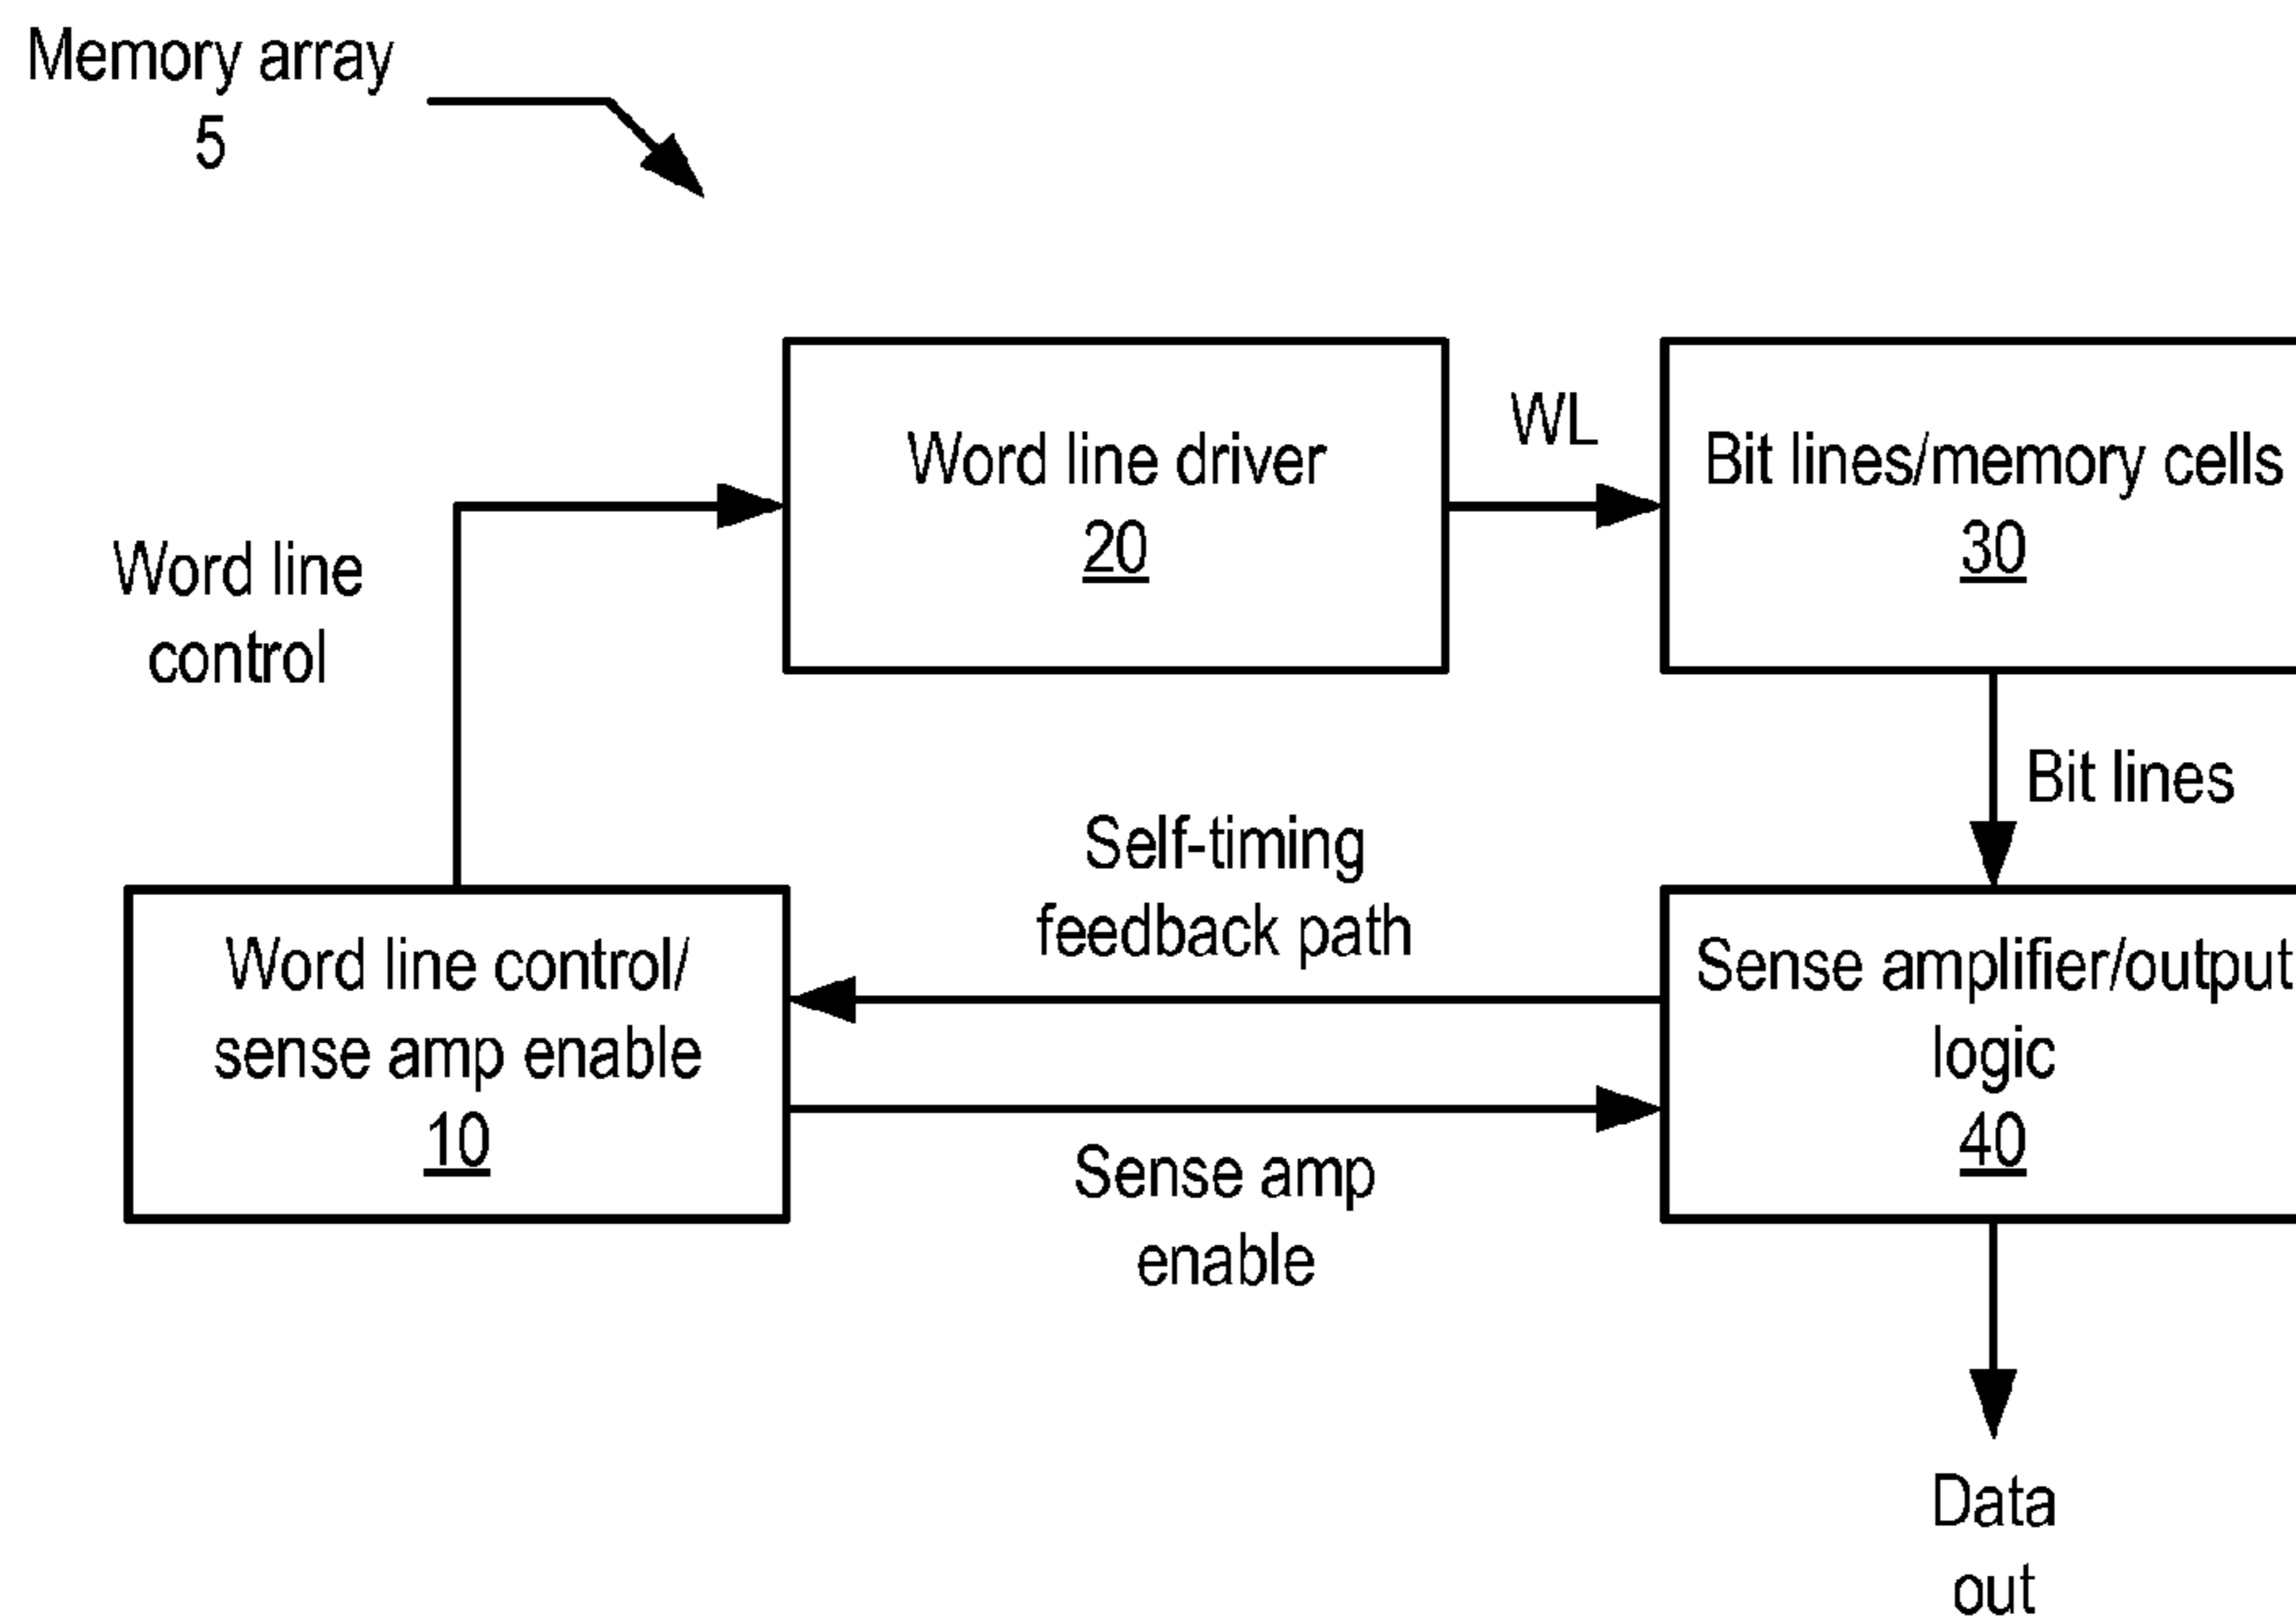 Memory array
5
Word line driver
20
WL
Bit lines/memory cells
30
Word line
control
Bit lines
Self-timing
feedback path
Word line control/
sense amp enable
10
Sense amplifier/output
logic
40
Sense amp
enable
Data
out